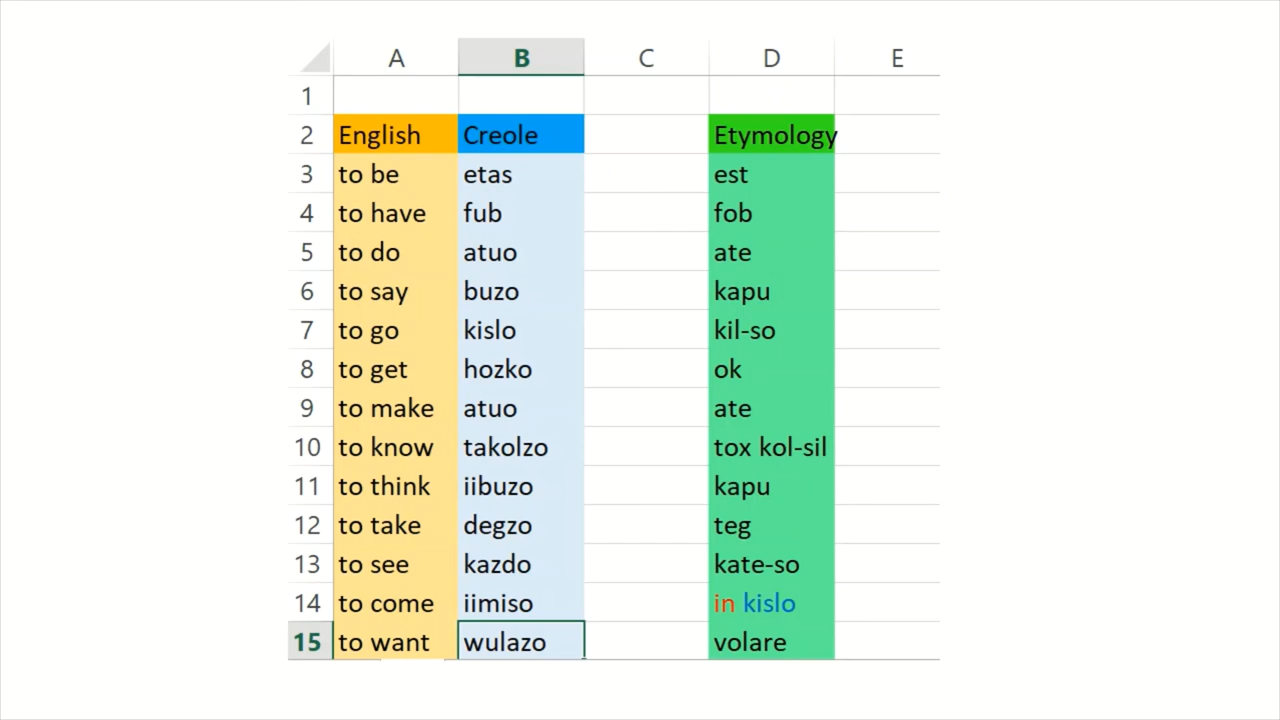 A B C D E
1
2 English Creole Etymology
3 to be etas est
4 to have fub fob
5 to do atuo ate
6 to say buzo kapu
7 to go kislo kil-so
8 to get hozko ok
9 to make atuo ate
10 to know takolzo tox kol-sil
11 to think iibuzo kapu
12 to take degzo teg
13 to see kazdo kate-so
14 to come iimiso in kislo
15 to want wulazo volare